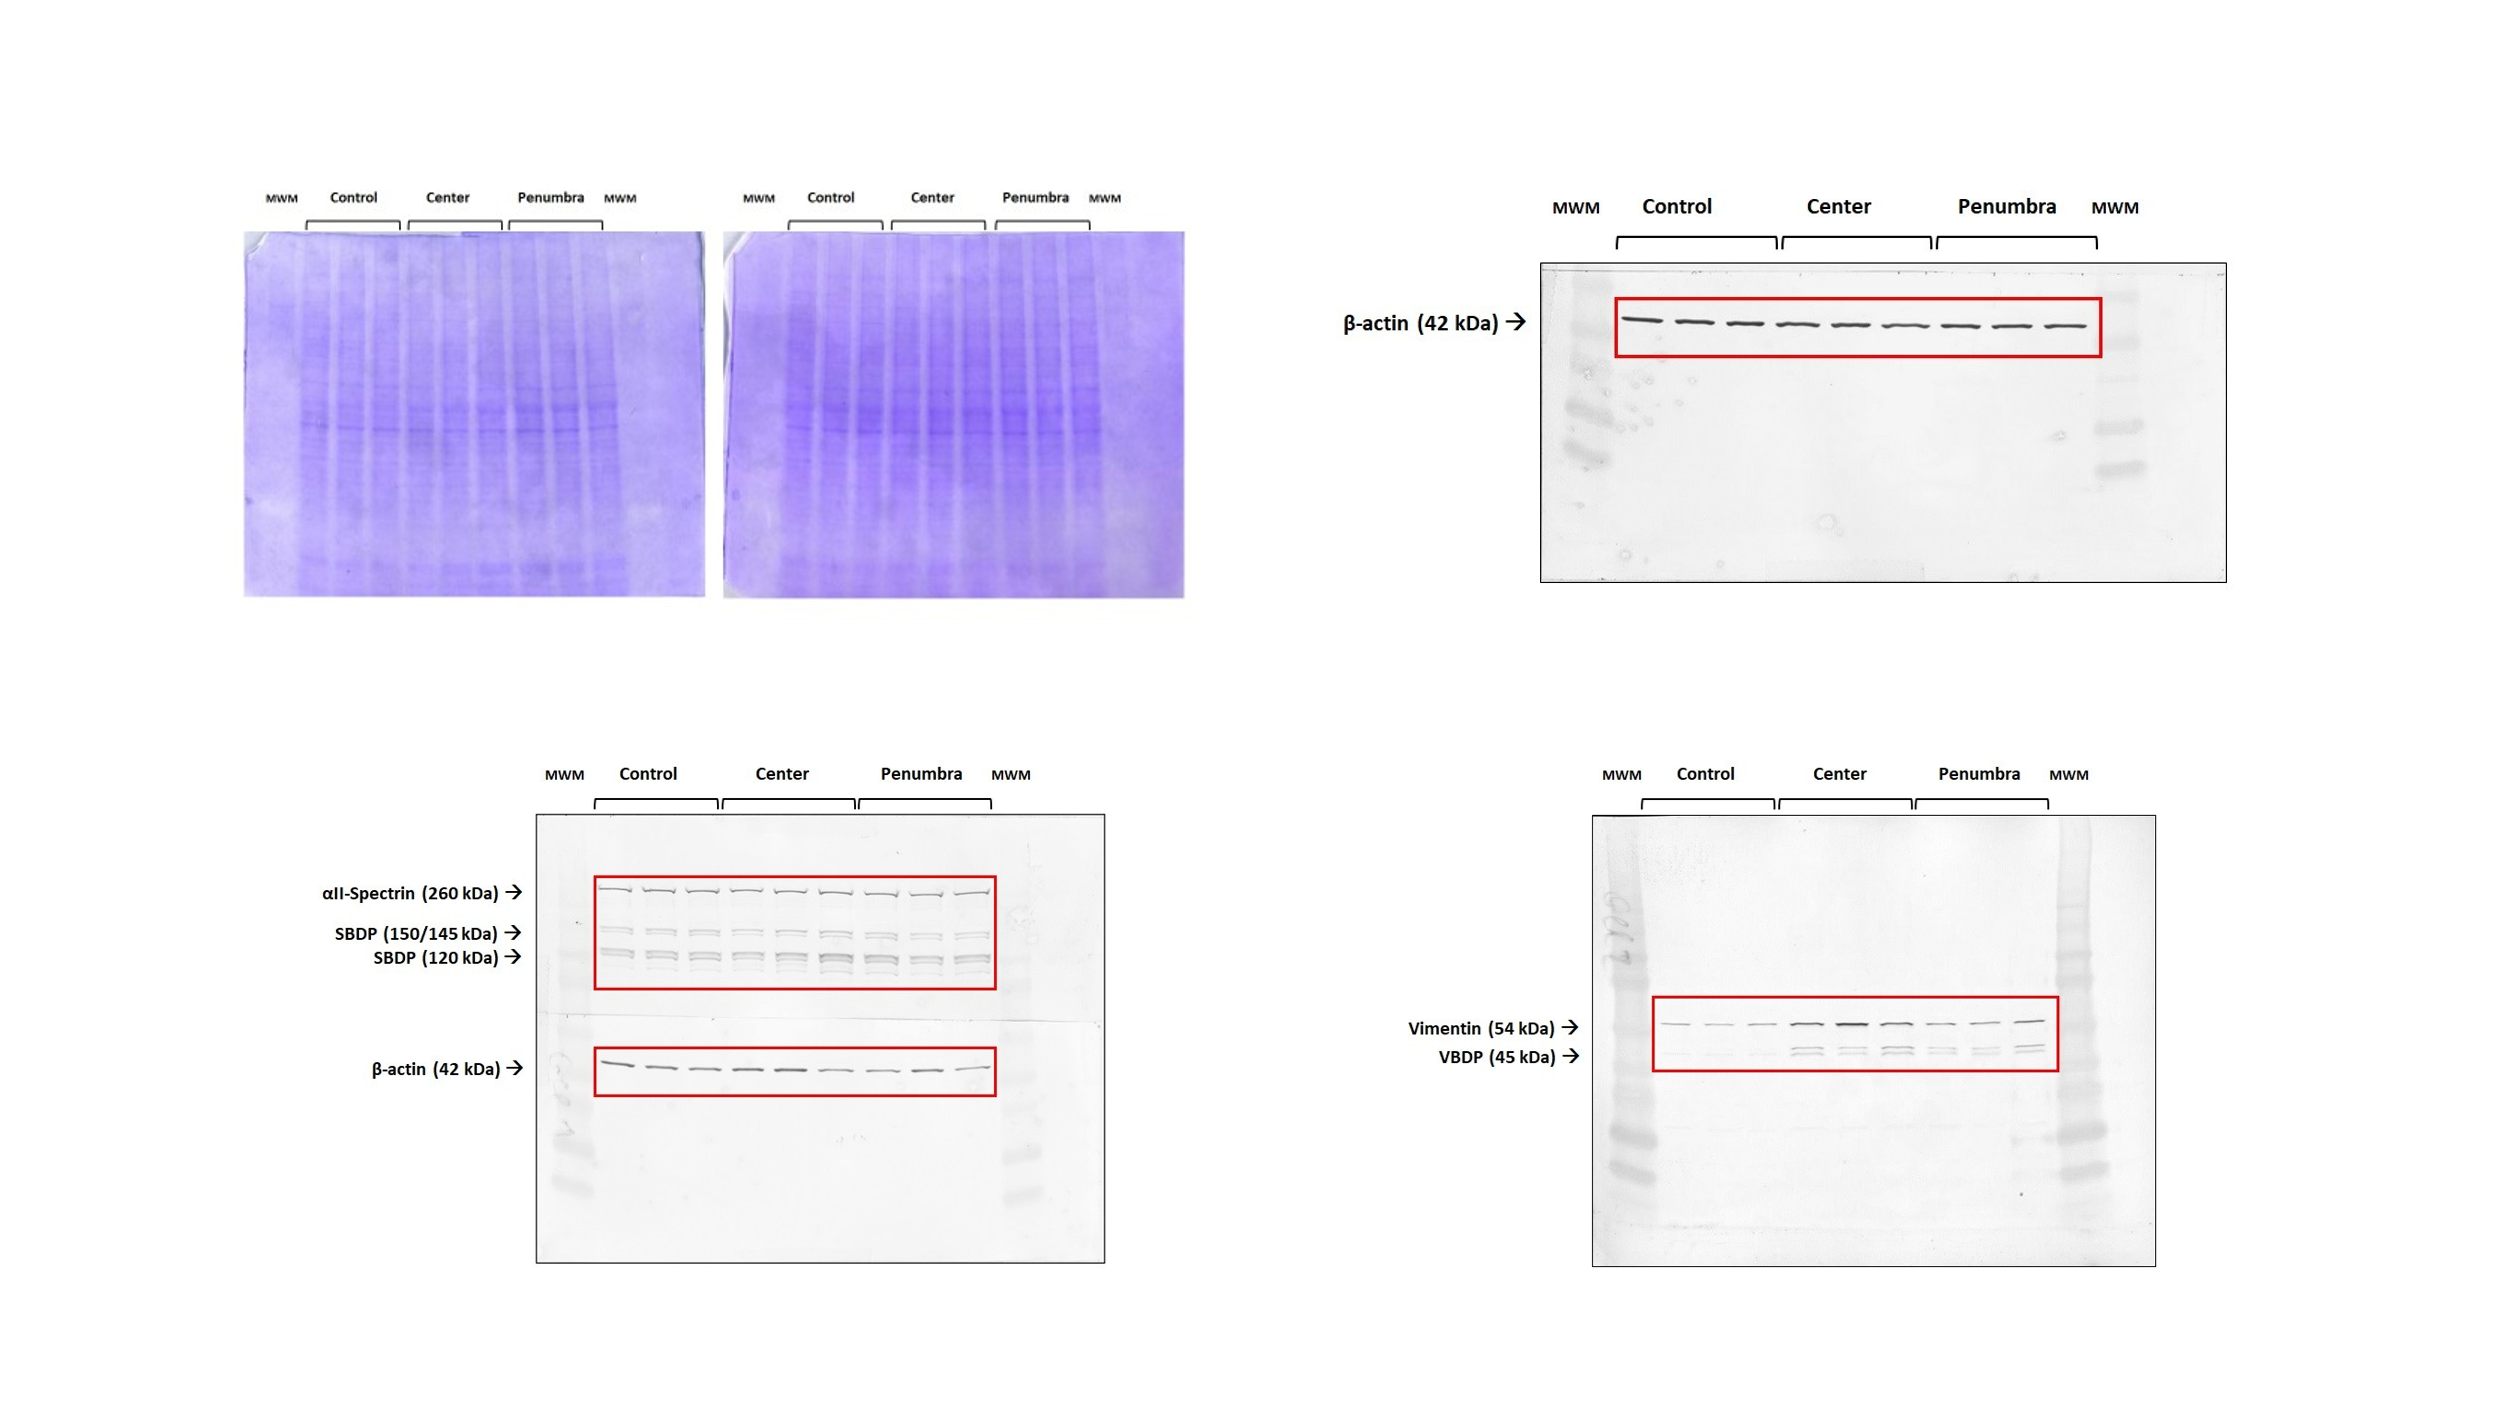 MWM Control Center Penumbra MWM
MWM Control Center Penumbra MWM
MWM Control Center Penumbra MWM
β-actin (42 kDa) →
MWM Control Center Penumbra MWM
αII-Spectrin (260 kDa) →
SBDP (150/145 kDa) →
SBDP (120 kDa) →
β-actin (42 kDa) →
MWM Control Center Penumbra MWM
Vimentin (54 kDa) →
VBDP (45 kDa) →